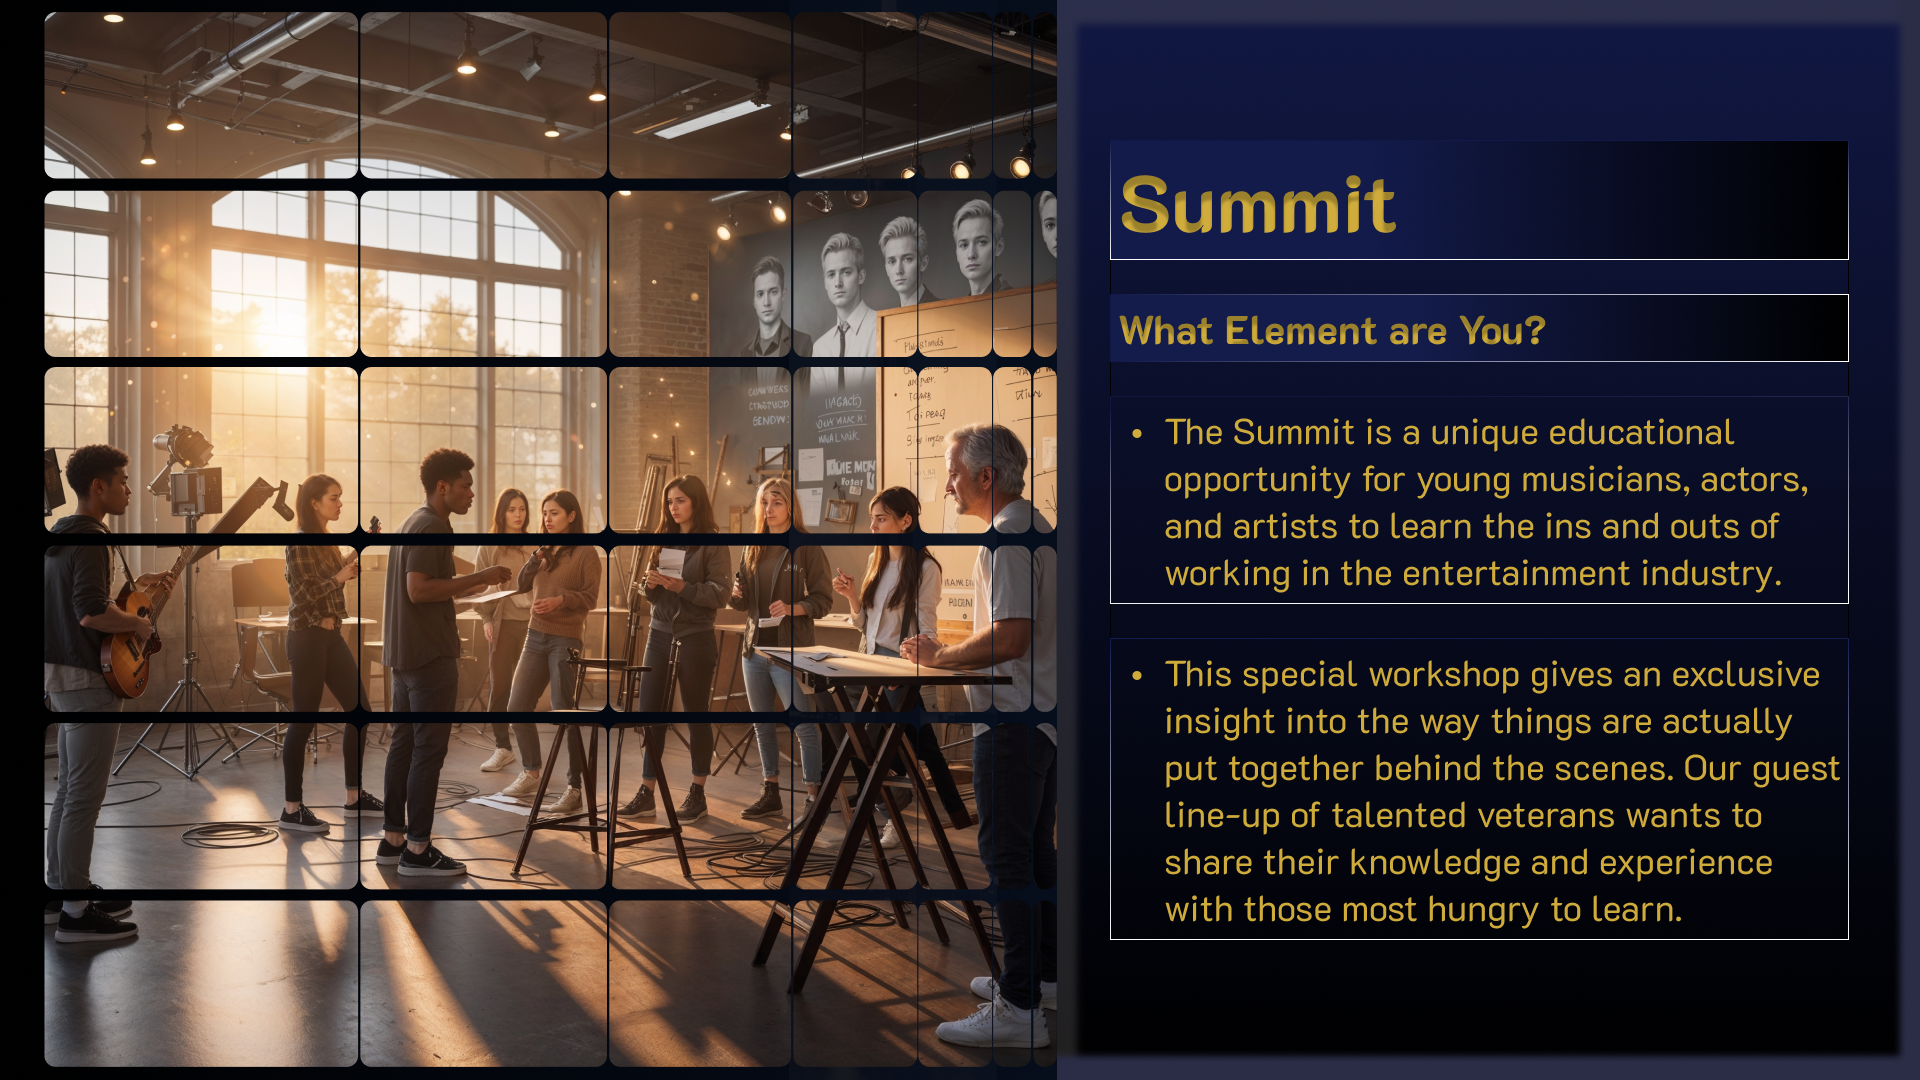 Summit
What Element are You?
• The Summit is a unique educational
opportunity for young musicians, actors,
and artists to learn the ins and outs of
working in the entertainment industry.
• This special workshop gives an exclusive
insight into the way things are actually
put together behind the scenes. Our guest
line-up of talented veterans wants to
share their knowledge and experience
with those most hungry to learn.